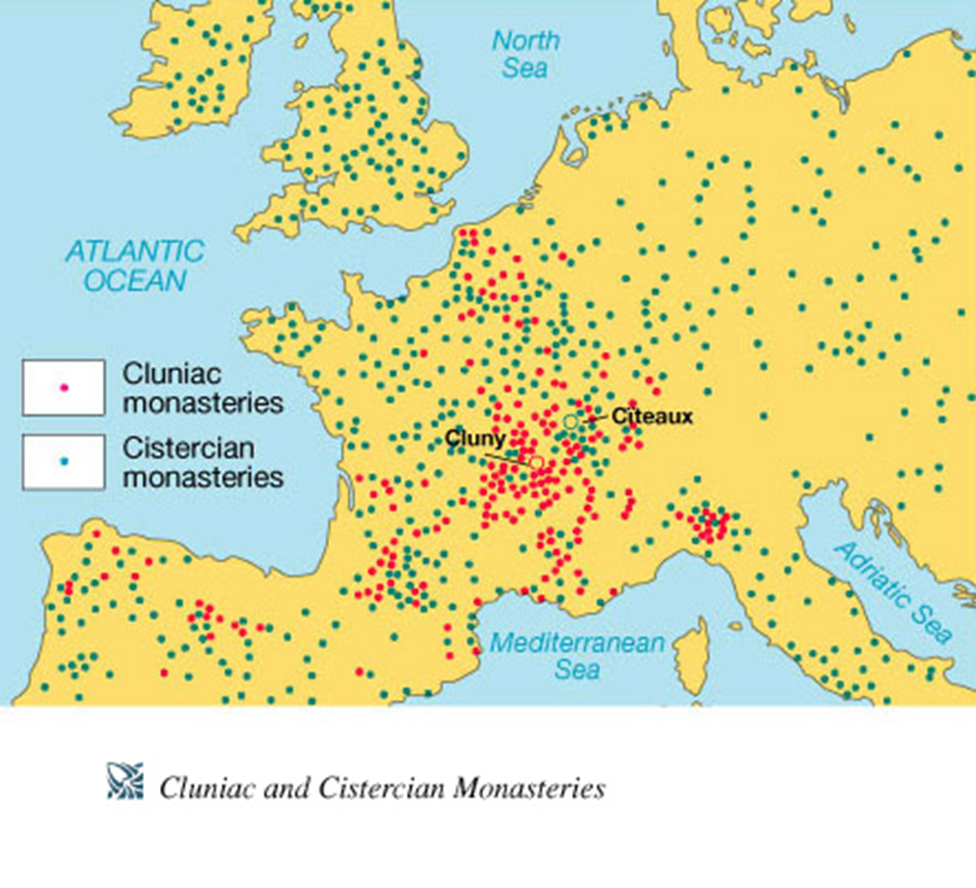 North
Sea
ATLANTIC
OCEAN
Cluniac
monasteries
Cistercian
monasteries
Citeaux
Cluny
Adriatic Sea
Mediterranean
Sea
Cluniac and Cistercian Monasteries